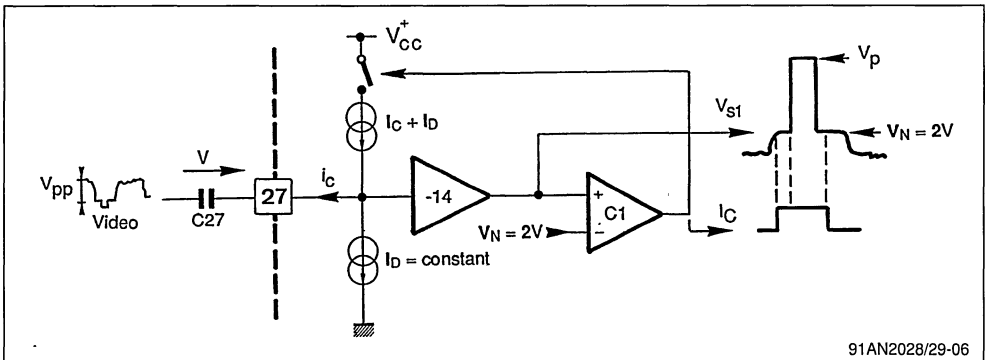 V+CC
IC + ID
VS1
Vp
VN = 2V
VPP
Video
V
C27
27
iC
-14
+
C1
VN = 2V
-
IC
ID = constant
91AN2028/29-06